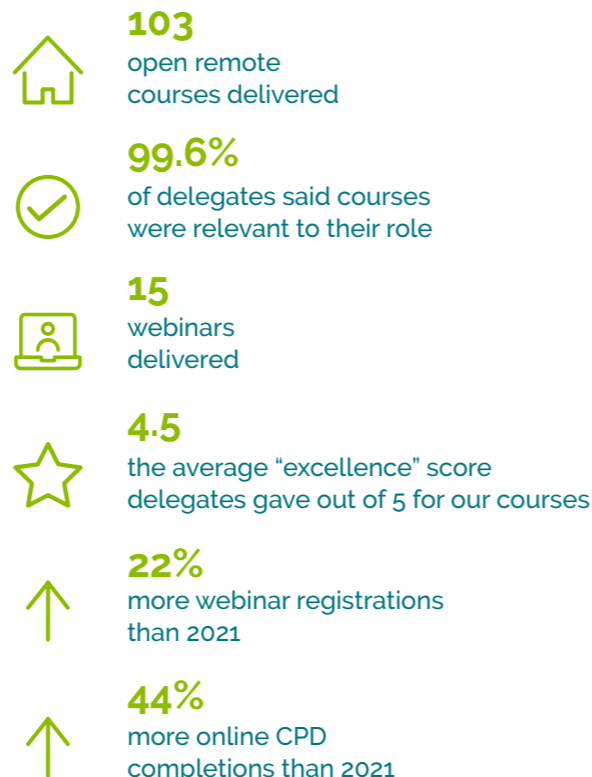 103
open remote
courses delivered
99.6%
of delegates said courses
were relevant to their role
15
webinars
delivered
4.5
the average “excellence” score
delegates gave out of 5 for our courses
22%
more webinar registrations
than 2021
44%
more online CPD
completions than 2021